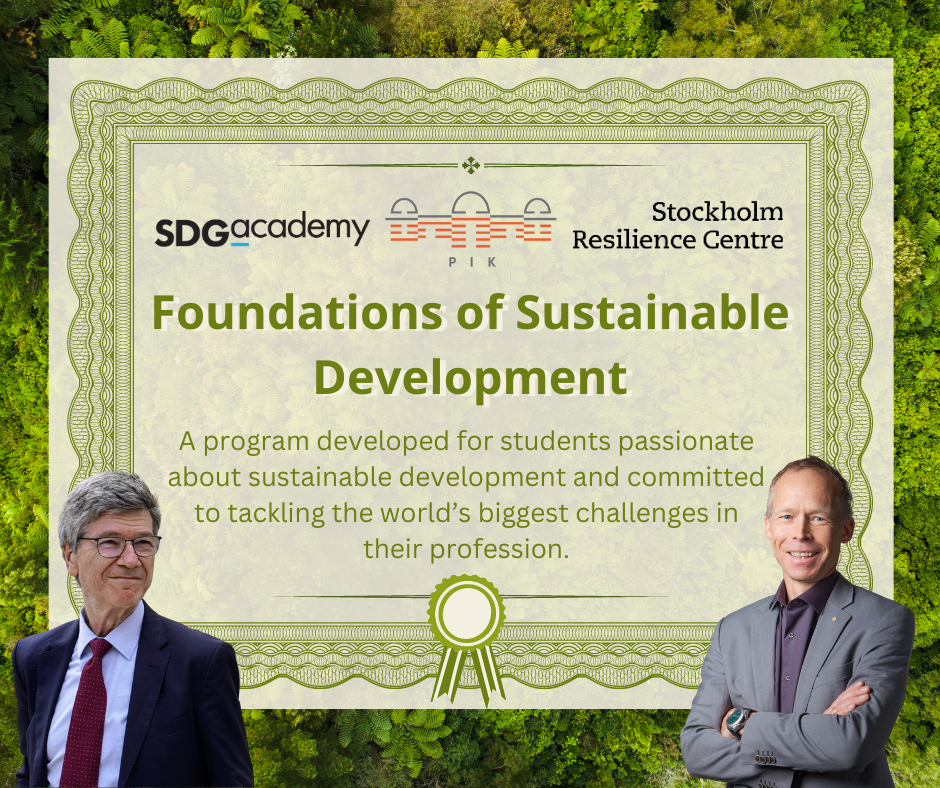 SDGacademy
PIK
Stockholm
Resilience Centre
Foundations of Sustainable
Development
A program developed for students passionate
about sustainable development and committed
to tackling the world’s biggest challenges in
their profession.